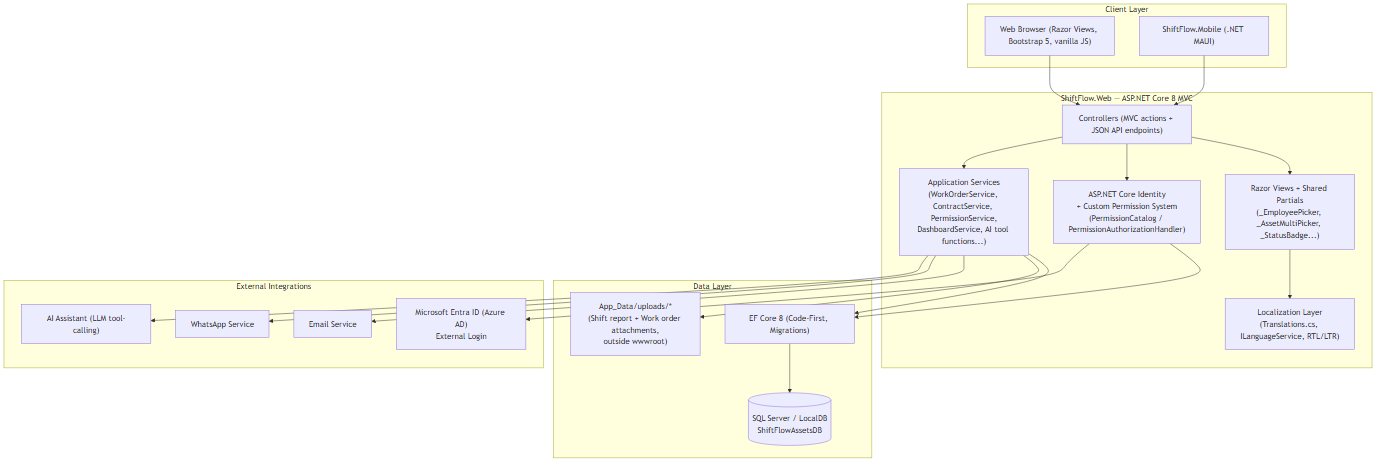 Client Layer
Web Browser (Razor Views,
Bootstrap 5, vanilla JS)
ShiftFlow.Mobile (.NET
MAUI)
ShiftFlow.Web — ASP.NET Core 8 MVC
Controllers (MVC actions +
JSON API endpoints)
Application Services
(WorkOrderService,
ContractService,
PermissionService,
DashboardService, AI tool
functions...)
ASP.NET Core Identity
+ Custom Permission System
(PermissionCatalog /
PermissionAuthorizationHandler)
Razor Views + Shared
Partials
(_EmployeePicker,
_AssetMultiPicker,
_StatusBadge...)
Localization Layer
(Translations.cs,
ILanguageService, RTL/LTR)
External Integrations
AI Assistant (LLM tool-
calling)
WhatsApp Service
Email Service
Microsoft Entra ID (Azure
AD)
External Login
Data Layer
App_Data/uploads/*
(Shift report + Work order
attachments,
outside wwwroot)
EF Core 8 (Code-First,
Migrations)
SQL Server / LocalDB
ShiftFlowAssetsDB